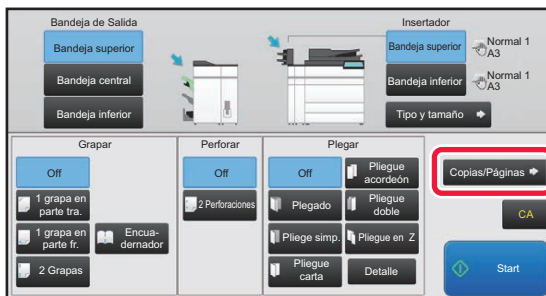 Bandeja de Salida
Bandeja superior
Bandeja central
Bandeja inferior
Insertador
Bandeja superior
Normal 1
A3
Bandeja inferior
Normal 1
A3
Tipo y tamaño
Grapar
Off
1 grapa en
parte tra.
1 grapa en
parte fr.
2 Grapas
Encua-
dernador
Perforar
Off
2 Perforaciones
Plegar
Off
Plegado
Pliege simp.
Pliegue
carta
Pliegue
acordeón
Pliegue
doble
Pliegue en Z
Detalle
Copias/Páginas
CA
Start